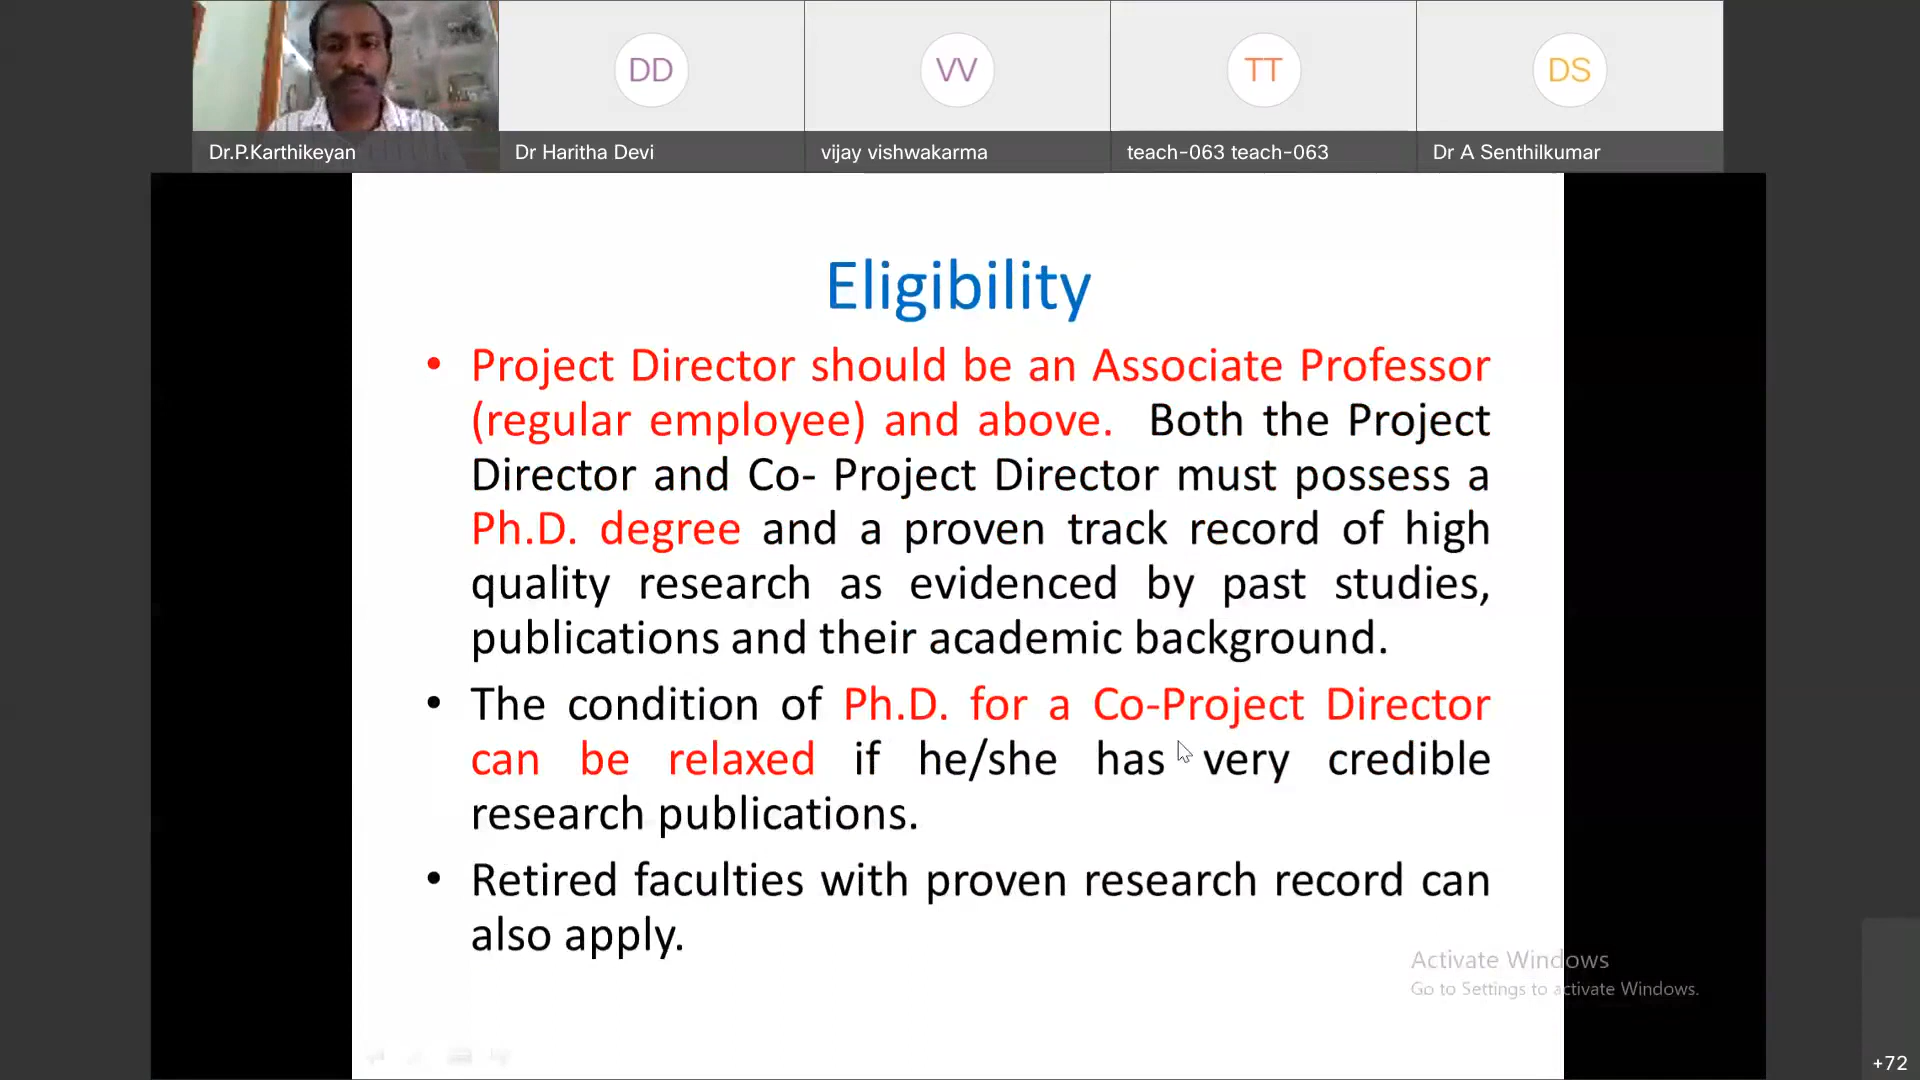 DD
VV
TT
DS
Dr.P.Karthikeyan
Dr Haritha Devi
vijay vishwakarma
teach-063 teach-063
Dr A Senthilkumar
Eligibility
• Project Director should be an Associate Professor
(regular employee) and above. Both the Project
Director and Co- Project Director must possess a
Ph.D. degree and a proven track record of high
quality research as evidenced by past studies,
publications and their academic background.
• The condition of Ph.D. for a Co-Project Director
can be relaxed if he/she has very credible
research publications.
• Retired faculties with proven research record can
also apply.
Activate Windows
Go to Settings to activate Windows.
+72